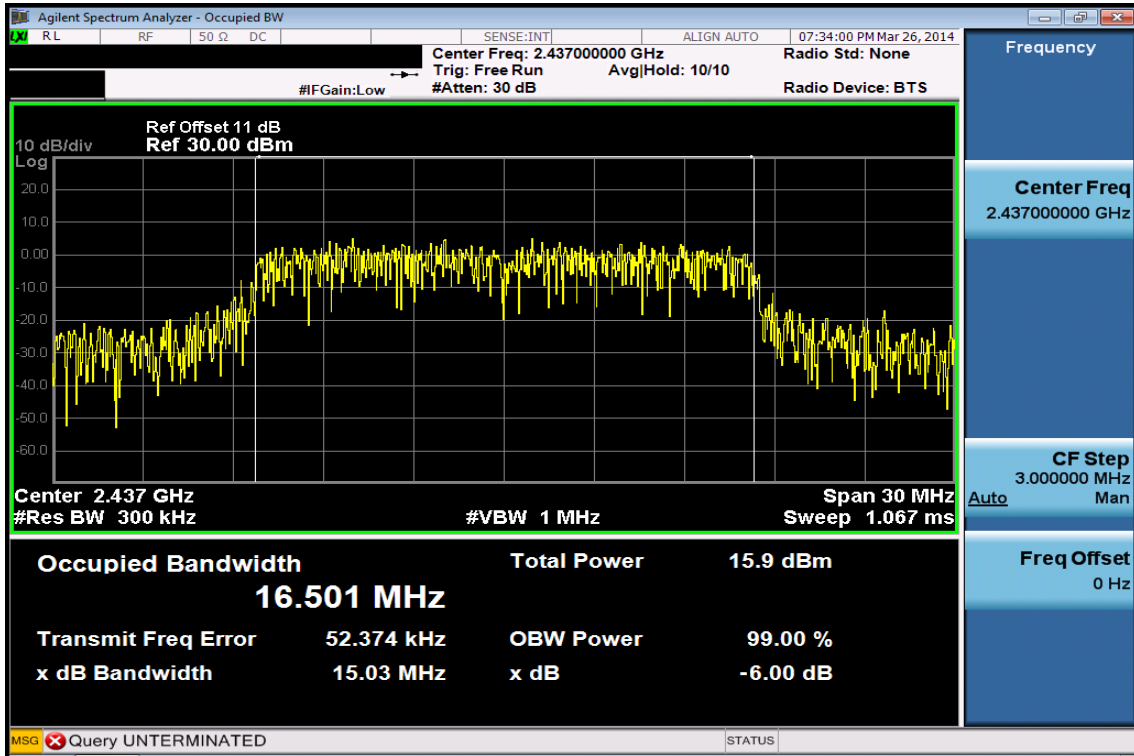 Agilent Spectrum Analyzer - Occupied BW
LXI RL RF 50 Ω DC SENSE:INT ALIGN AUTO 07:34:00 PM Mar 26, 2014
Center Freq: 2.437000000 GHz Radio Std: None
Trig: Free Run Avg|Hold: 10/10
#IFGain:Low #Atten: 30 dB Radio Device: BTS
Ref Offset 11 dB
10 dB/div Ref 30.00 dBm
Log
20.0
10.0
0.00
-10.0
-20.0
-30.0
-40.0
-50.0
-60.0
Center 2.437 GHz Span 30 MHz
#Res BW 300 kHz #VBW 1 MHz Sweep 1.067 ms
Occupied Bandwidth Total Power 15.9 dBm
16.501 MHz
Transmit Freq Error 52.374 kHz OBW Power 99.00 %
x dB Bandwidth 15.03 MHz x dB -6.00 dB
MSG Query UNTERMINATED STATUS
Frequency
Center Freq
2.437000000 GHz
CF Step
3.000000 MHz
Auto Man
Freq Offset
0 Hz